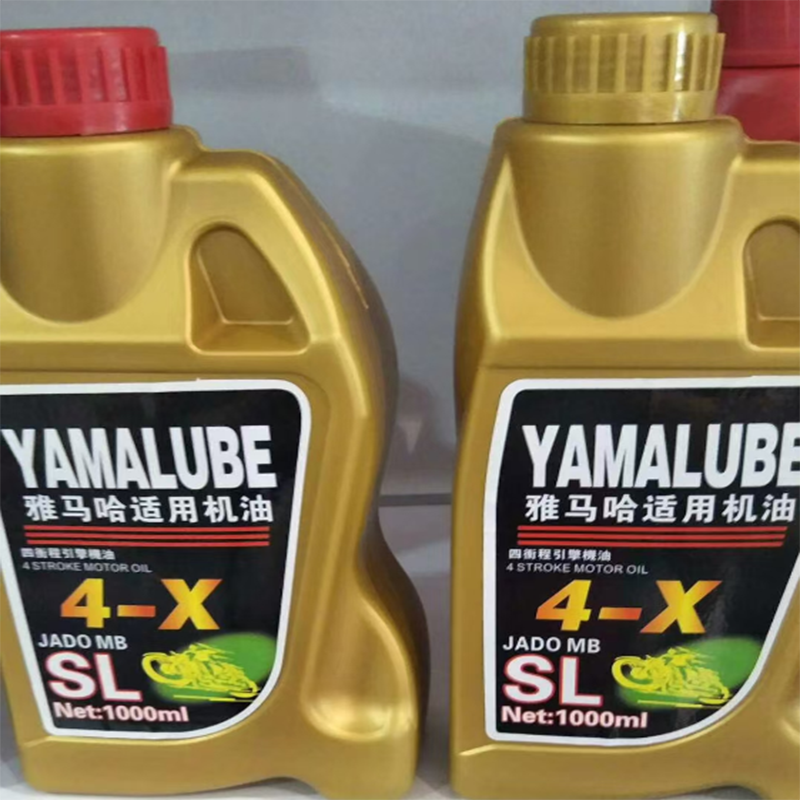 YAMALUBE
雅马哈适用机油
四衝程引擎機油
4 STROKE MOTOR OIL
4-X
JADO MB
SL
Net:1000ml
YAMALUBE
雅马哈适用机油
四衝程引擎機油
4 STROKE MOTOR OIL
4-X
JADO MB
SL
Net:1000ml